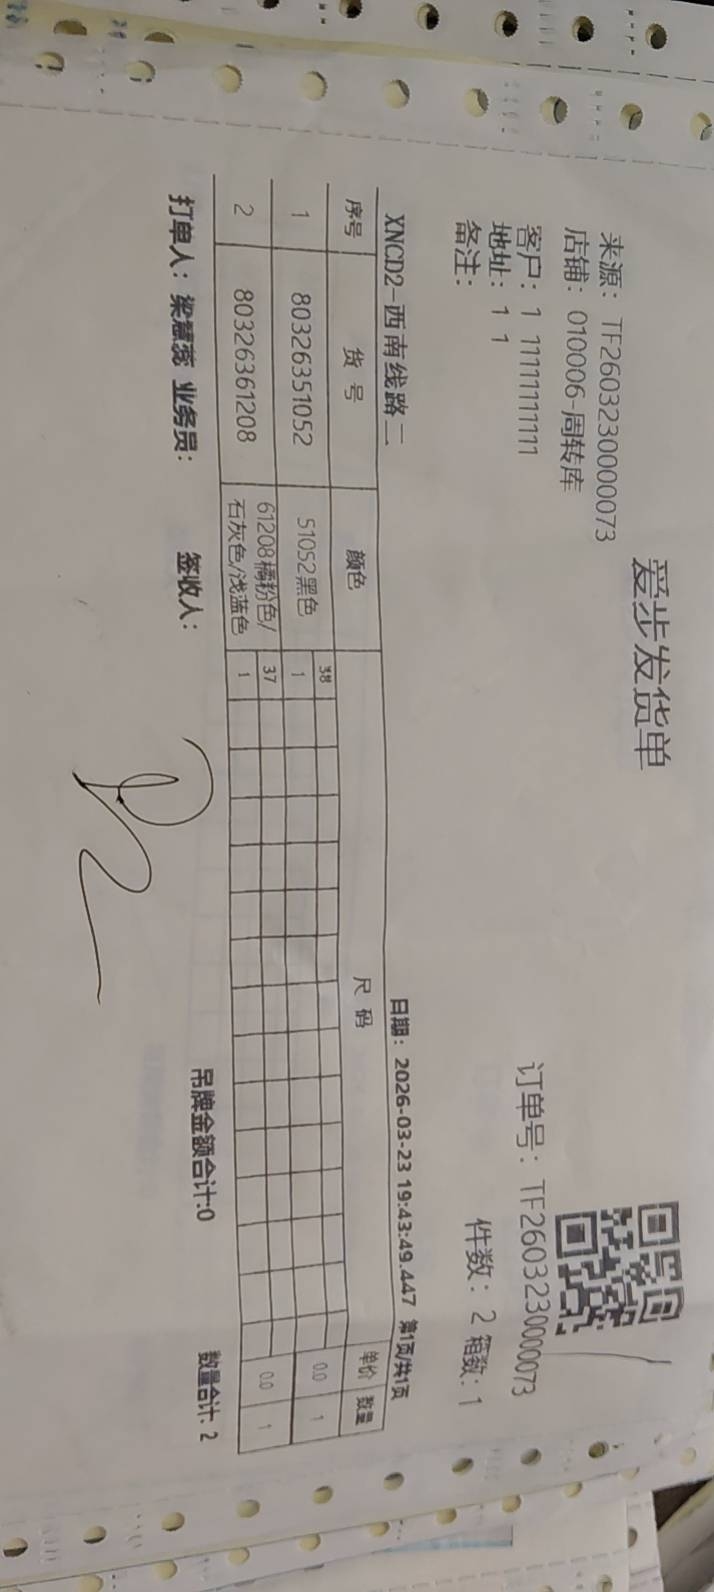 爱步发货单
来源: TF2603230000073
店铺: 010006-周转库
订单号: TF2603230000073
客户: 1 11111111111
地址: 1 1
件数: 2 箱数: 1
备注:
XNCD2-西南线路二 日期: 2026-03-23 19:43:49.447 第1页/共1页
序号 货号 颜色 尺码 单价 数量
38
1 80326351052 51052黑色 1 0.0 1
61208橘粉色/ 37
2 80326361208 石灰色/浅蓝色 1 0.0 1
打单人: 梁慧蕊 业务员: 签收人: 吊牌金额合计:0 数量合计: 2